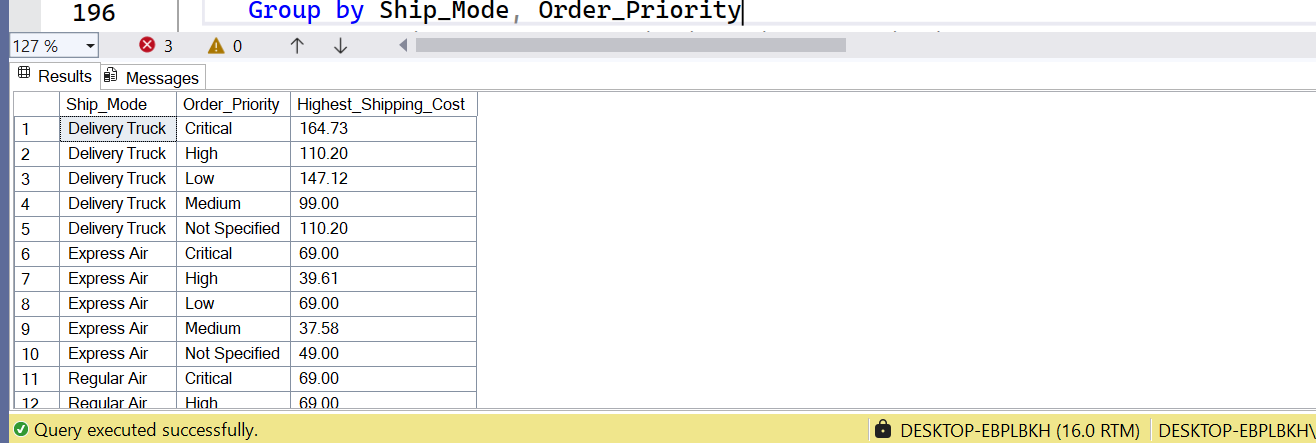 196 Group by Ship_Mode, Order_Priority
127 % 3 0
Results Messages
Ship_Mode Order_Priority Highest_Shipping_Cost
1 Delivery Truck Critical 164.73
2 Delivery Truck High 110.20
3 Delivery Truck Low 147.12
4 Delivery Truck Medium 99.00
5 Delivery Truck Not Specified 110.20
6 Express Air Critical 69.00
7 Express Air High 39.61
8 Express Air Low 69.00
9 Express Air Medium 37.58
10 Express Air Not Specified 49.00
11 Regular Air Critical 69.00
12 Regular Air High 69.00
Query executed successfully. DESKTOP-EBPLBKH (16.0 RTM) DESKTOP-EBPLBKH\